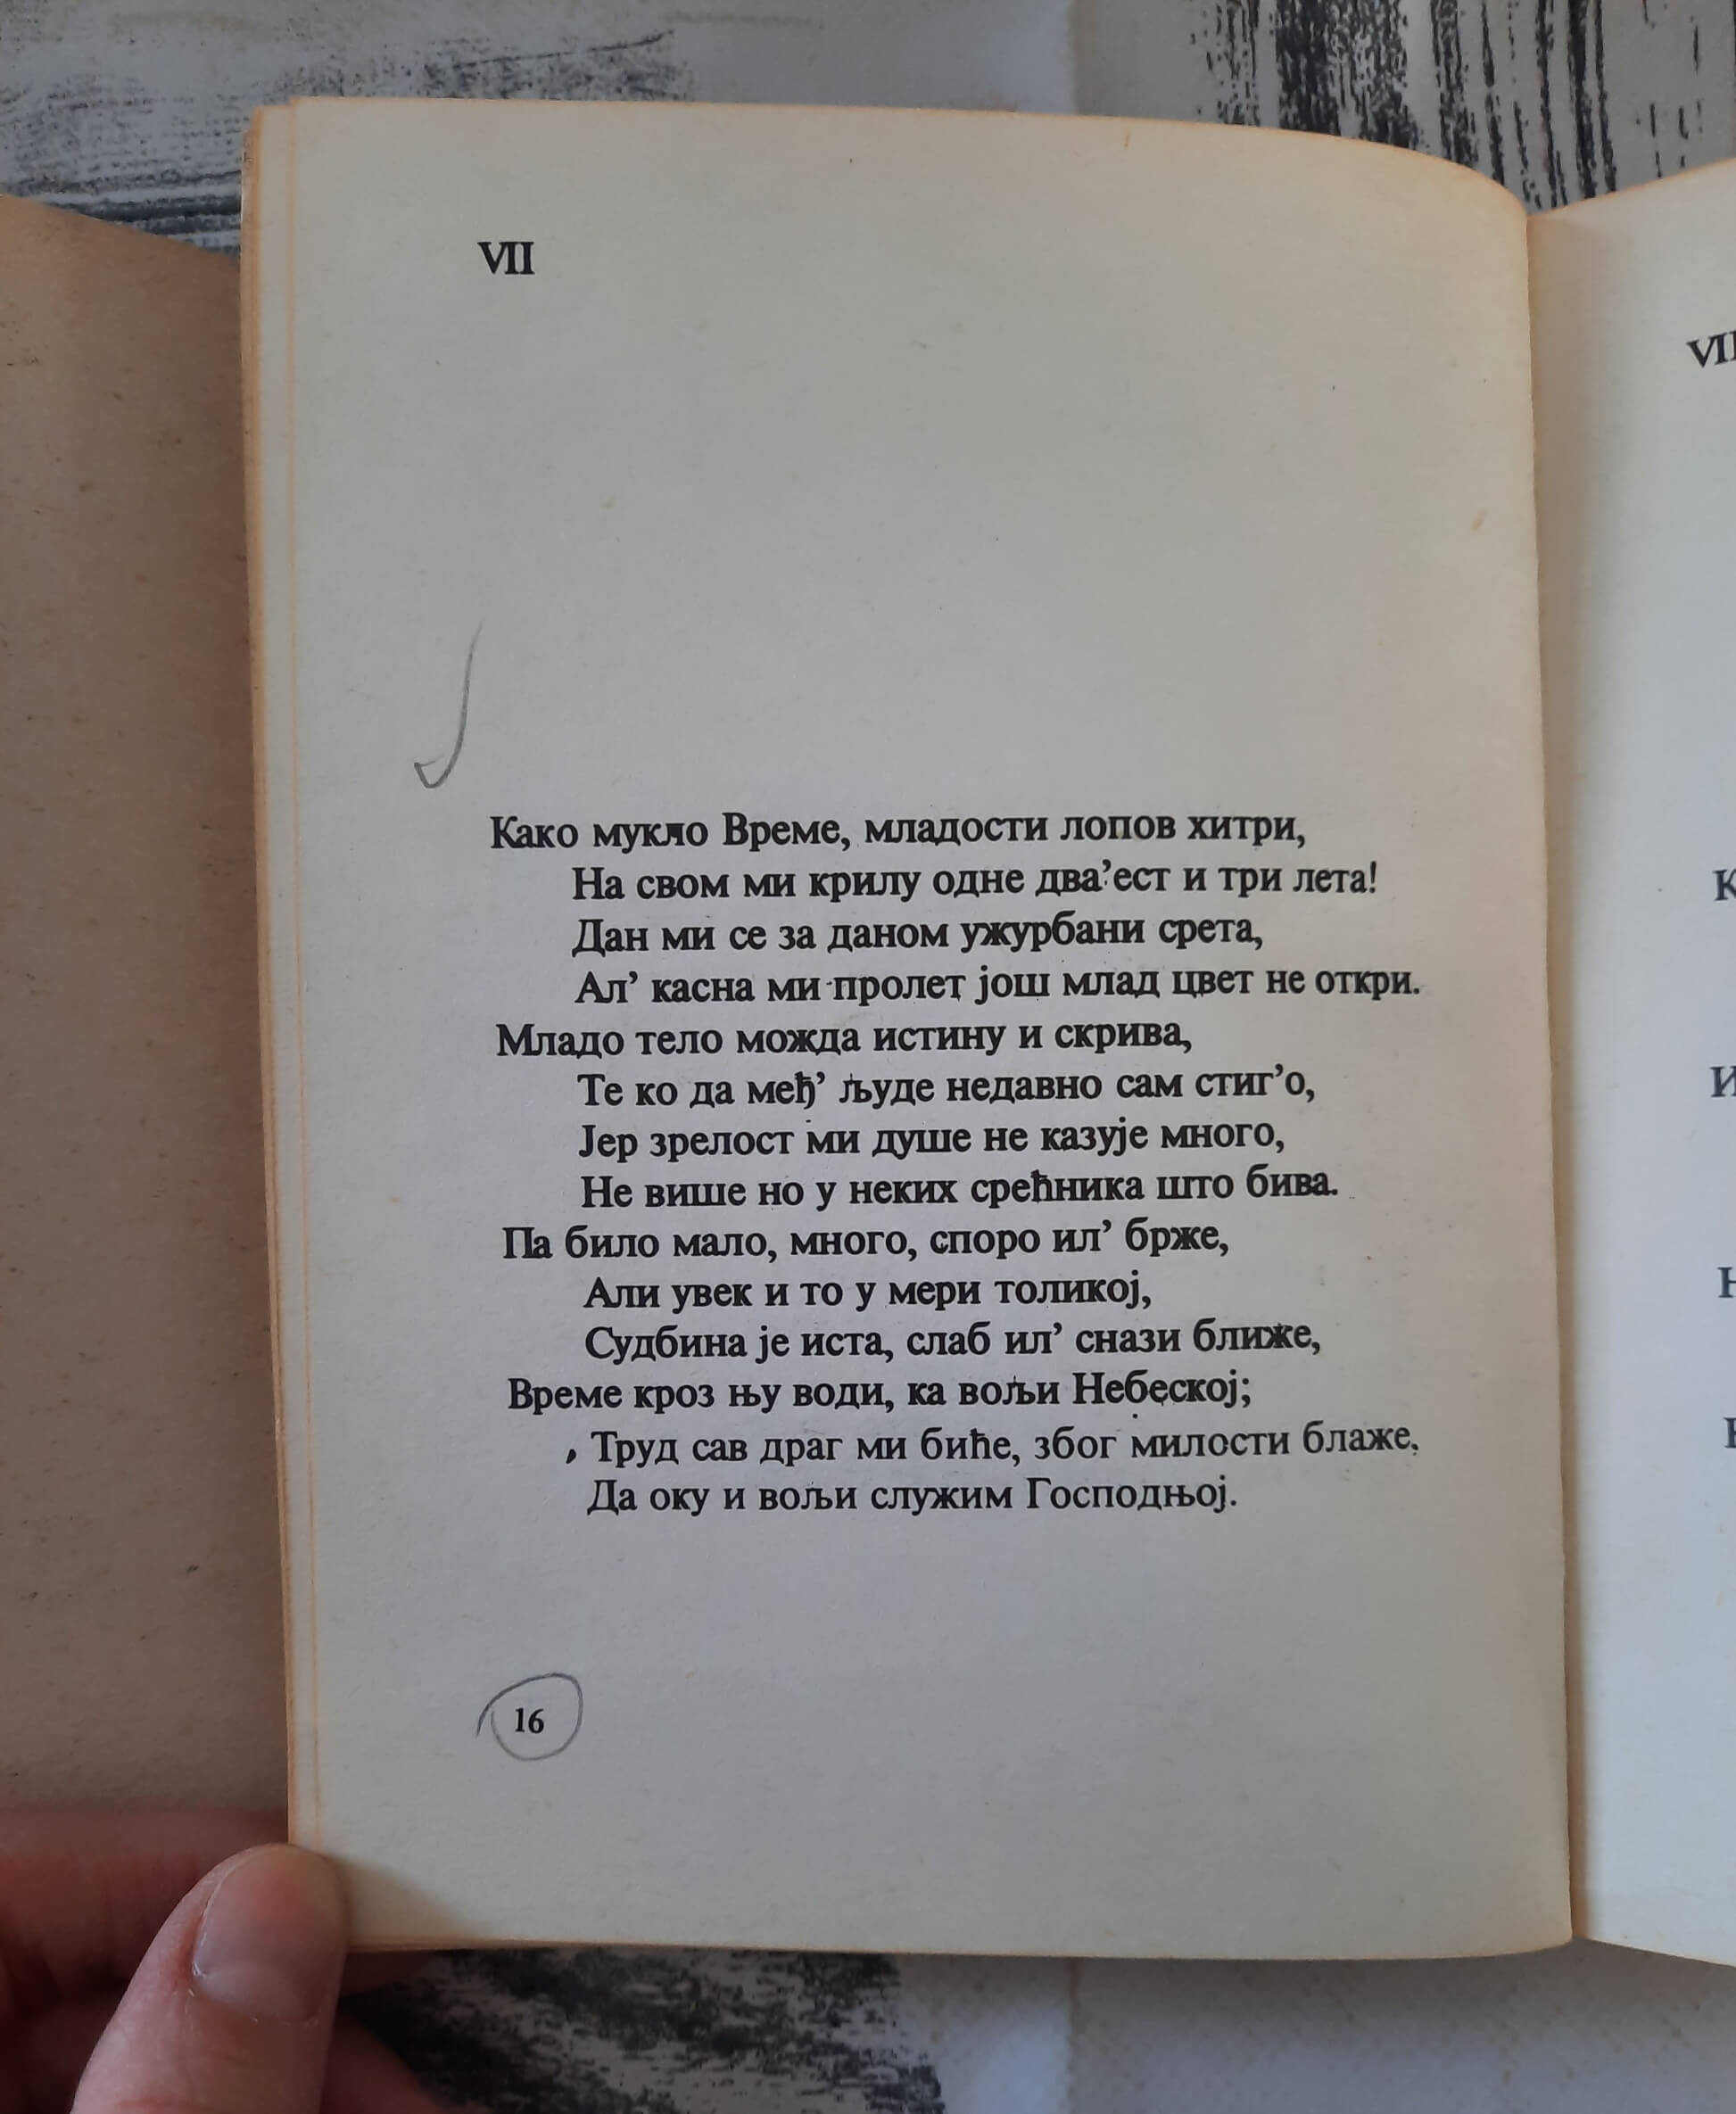 VII
Како мукло Време, младости лопов хитри,
На свом ми крилу одне два’ест и три лета!
Дан ми се за даном ужурбани срета,
Ал’ касна ми пролет још млад цвет не откри.
Младо тело можда истину и скрива,
Те ко да међ’ људе недавно сам стиг’о,
Јер зрелост ми душе не казује много,
Не више но у неких срећника што бива.
Па било мало, много, споро ил’ брже,
Али увек и то у мери толикој,
Судбина је иста, слаб ил’ снази ближе,
Време кроз њу води, ка вољи Небеској;
Труд сав драг ми биће, због милости блаже,
Да оку и вољи служим Господњој.
16